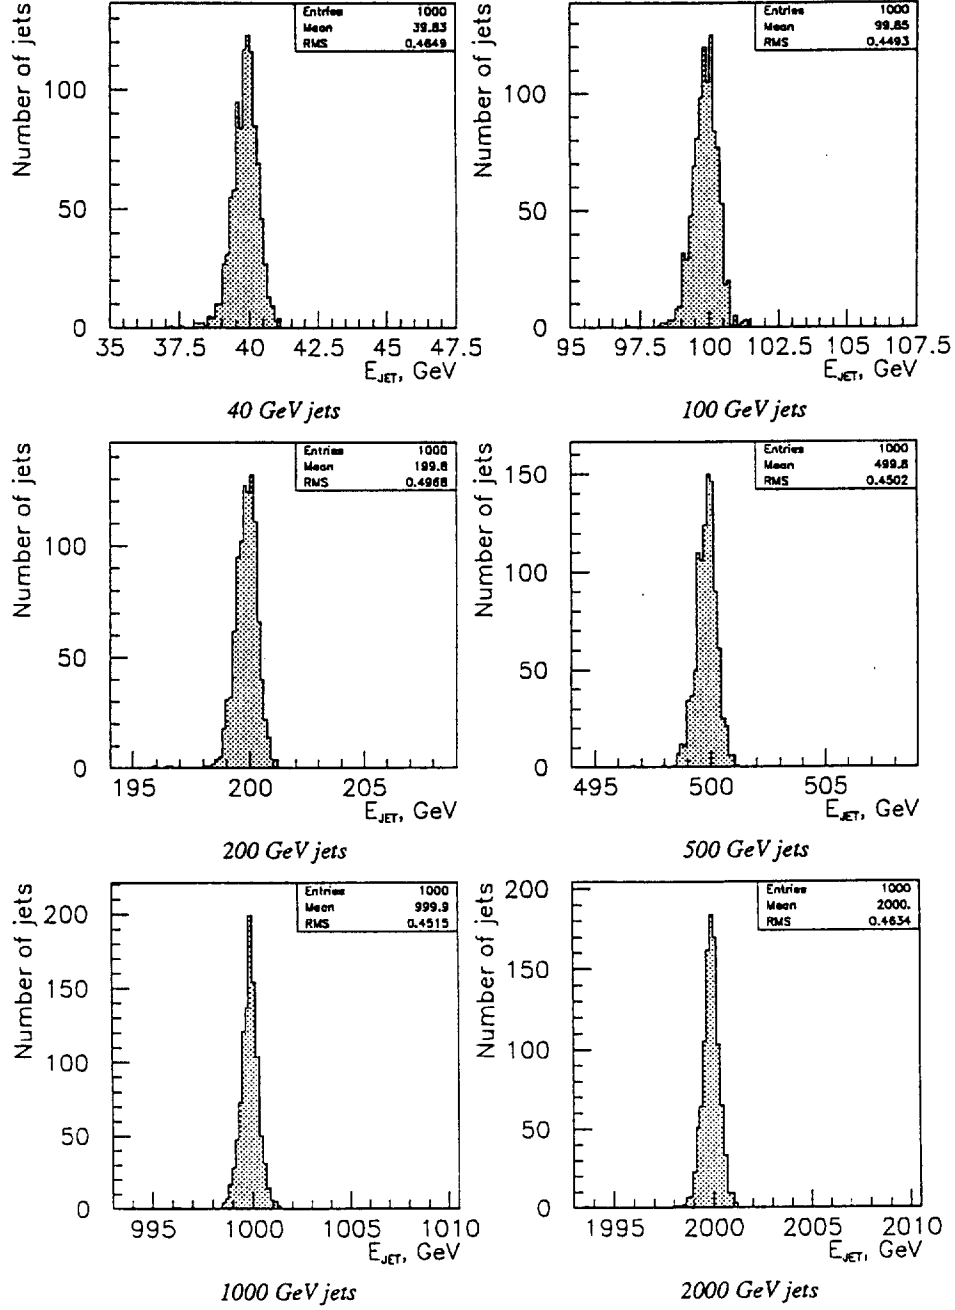 Number of jets
Entries 1000
Mean 39.83
RMS 0.4649
100
50
0
35 37.5 40 42.5 45 47.5
E_JET, GeV
40 GeV jets
Number of jets
Entries 1000
Mean 99.85
RMS 0.4493
100
50
0
95 97.5 100 102.5 105 107.5
E_JET, GeV
100 GeV jets
Number of jets
Entries 1000
Mean 199.8
RMS 0.4968
100
50
0
195 200 205
E_JET, GeV
200 GeV jets
Number of jets
Entries 1000
Mean 499.8
RMS 0.4502
150
100
50
0
495 500 505
E_JET, GeV
500 GeV jets
Number of jets
Entries 1000
Mean 999.9
RMS 0.4515
200
150
100
50
0
995 1000 1005 1010
E_JET, GeV
1000 GeV jets
Number of jets
Entries 1000
Mean 2000.
RMS 0.4634
200
150
100
50
0
1995 2000 2005 2010
E_JET, GeV
2000 GeV jets